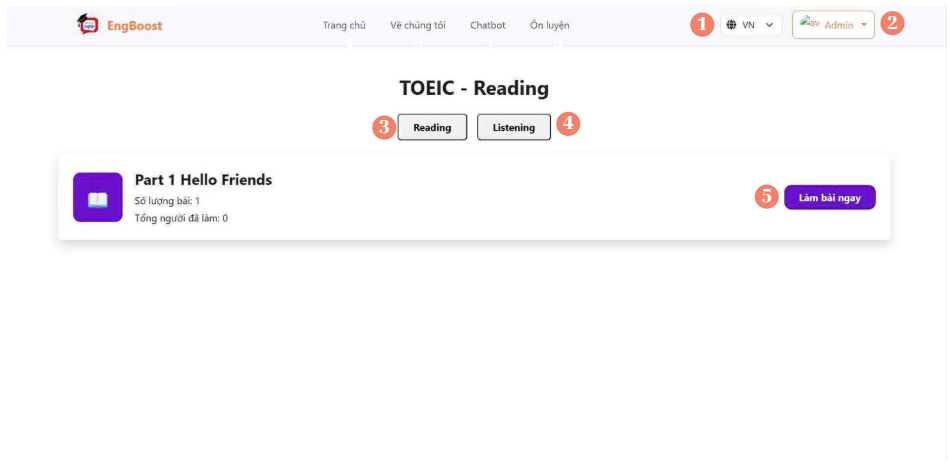 EngBoost Trang chủ Về chúng tôi Chatbot Ôn luyện 1 VN Admin 2
TOEIC - Reading
3 Reading Listening 4
Part 1 Hello Friends
Số lượng bài: 1
Tổng người đã làm: 0
5 Làm bài ngay